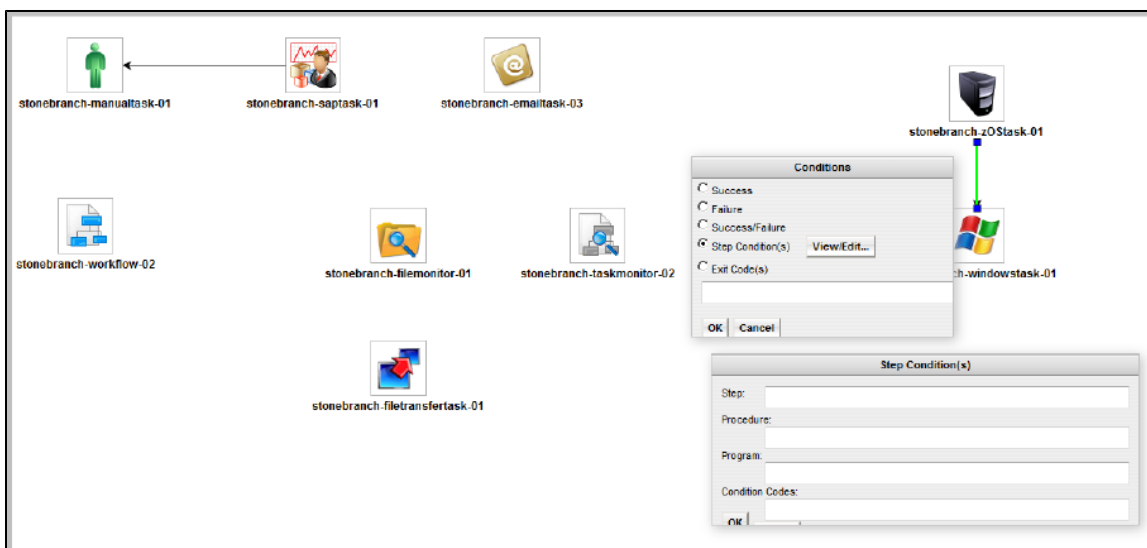 stonebranch-manualtask-01
stonebranch-saptask-01
stonebranch-emailtask-03
stonebranch-zOStask-01
Conditions
Success
Failure
Success/Failure
Step Condition(s) View/Edit...
Exit Code(s)
OK Cancel
stonebranch-workflow-02
stonebranch-filemonitor-01
stonebranch-taskmonitor-02
ch-windowstask-01
stonebranch-filetransfertask-01
Step Condition(s)
Step:
Procedure:
Program:
Condition Codes:
OK